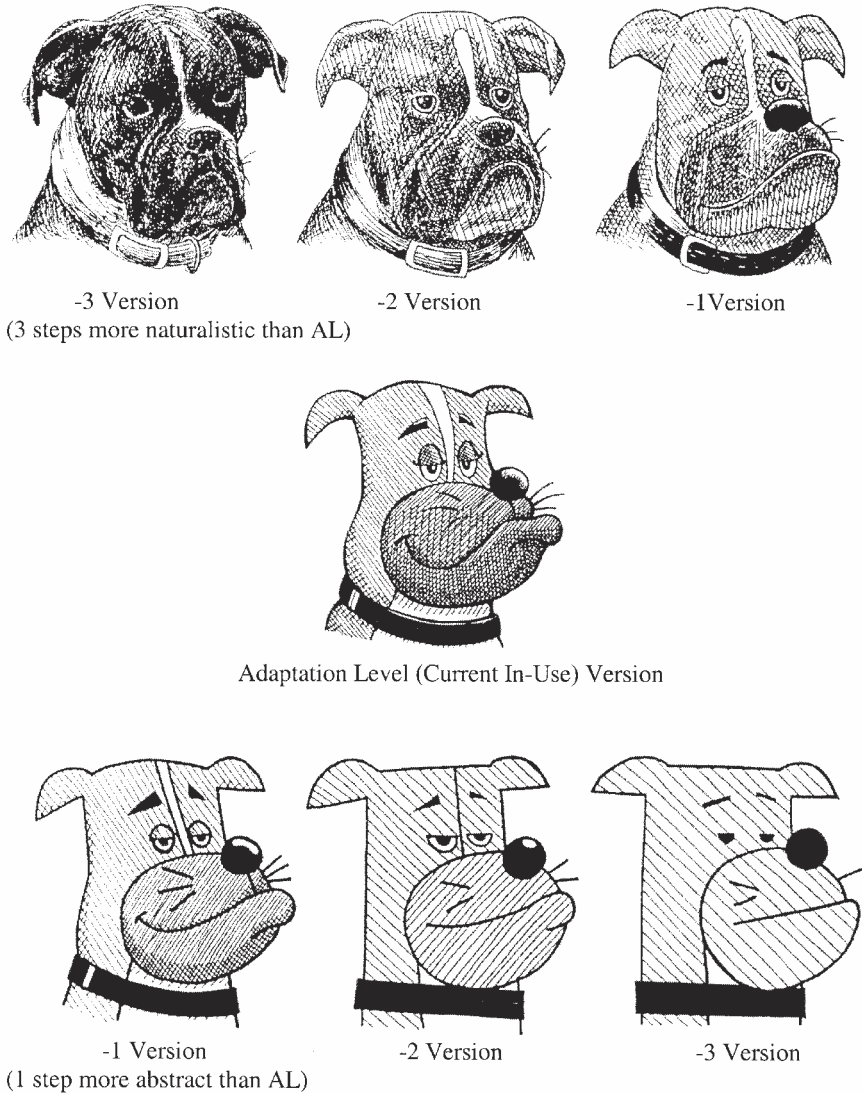 -3 Version
-2 Version
-1Version
(3 steps more naturalistic than AL)
Adaptation Level (Current In-Use) Version
-1 Version
-2 Version
-3 Version
(1 step more abstract than AL)